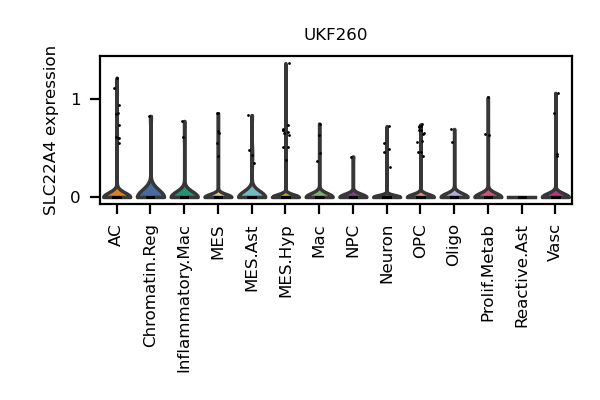 UKF260
SLC22A4 expression
1
0
AC
Chromatin.Reg
Inflammatory.Mac
MES
MES.Ast
MES.Hyp
Mac
NPC
Neuron
OPC
Oligo
Prolif.Metab
Reactive.Ast
Vasc